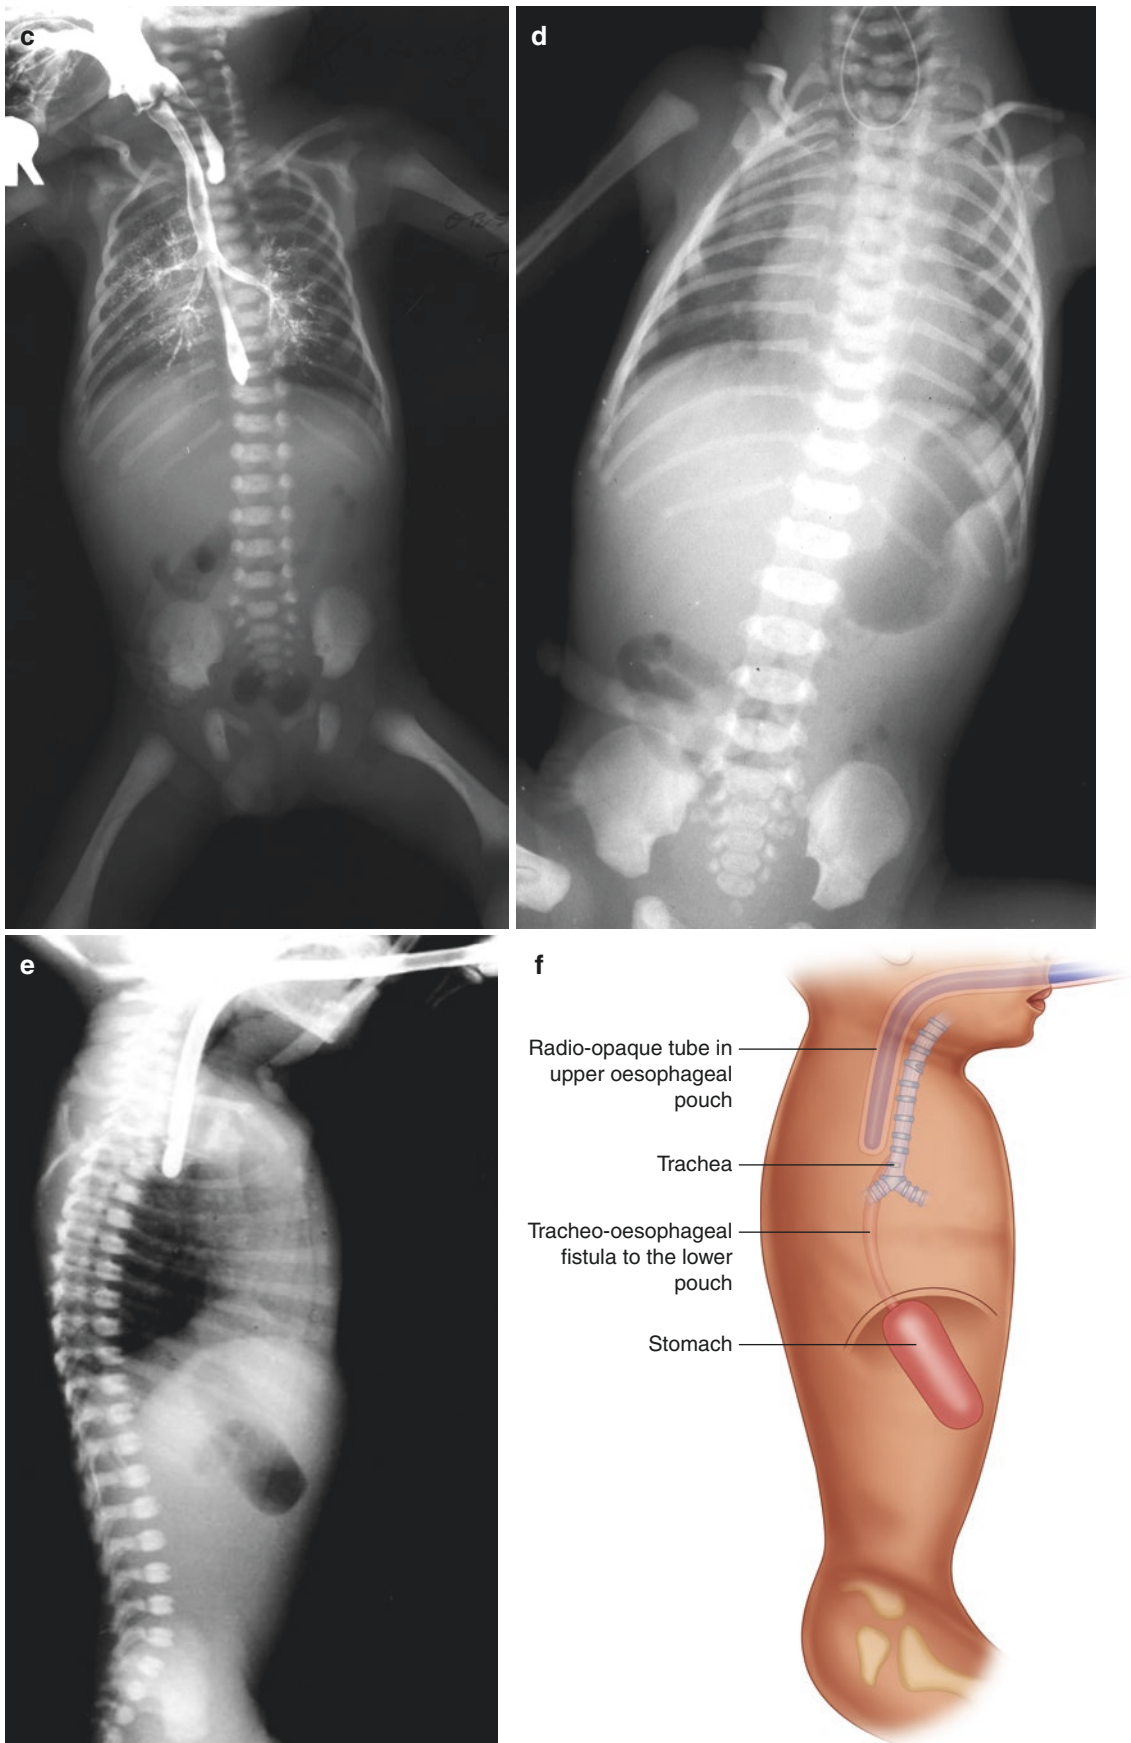 c
d
R
e
f
Radio-opaque tube in
upper oesophageal
pouch
Trachea
Tracheo-oesophageal
fistula to the lower
pouch
Stomach